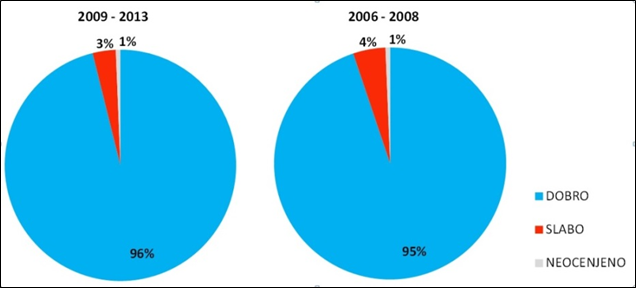 2009 - 2013
3% 1%
96%
2006 - 2008
4% 1%
95%
DOBRO
SLABO
NEOCENJENO